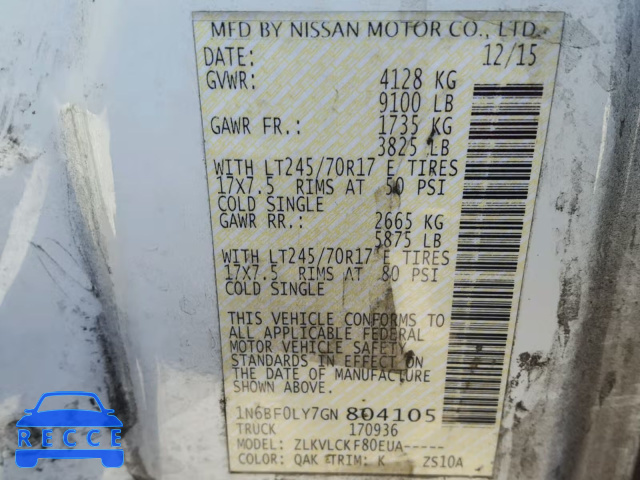 MFD BY NISSAN MOTOR CO., LTD.
DATE: 12/15
GVWR: 4128 KG
9100 LB
GAWR FR.: 1735 KG
3825 LB
WITH LT245/70R17 E TIRES
17X7.5 RIMS AT 50 PSI
COLD SINGLE
GAWR RR.: 2665 KG
5875 LB
WITH LT245/70R17 E TIRES
17X7.5 RIMS AT 80 PSI
COLD SINGLE
THIS VEHICLE CONFORMS TO
ALL APPLICABLE FEDERAL
MOTOR VEHICLE SAFETY
STANDARDS IN EFFECT ON
THE DATE OF MANUFACTURE
SHOWN ABOVE.
1N6BF0LY7GN 804105
TRUCK 170936
MODEL: ZLKVLCKF80EUA-----
COLOR: QAK TRIM: K ZS10A
AUTOBIDCAR